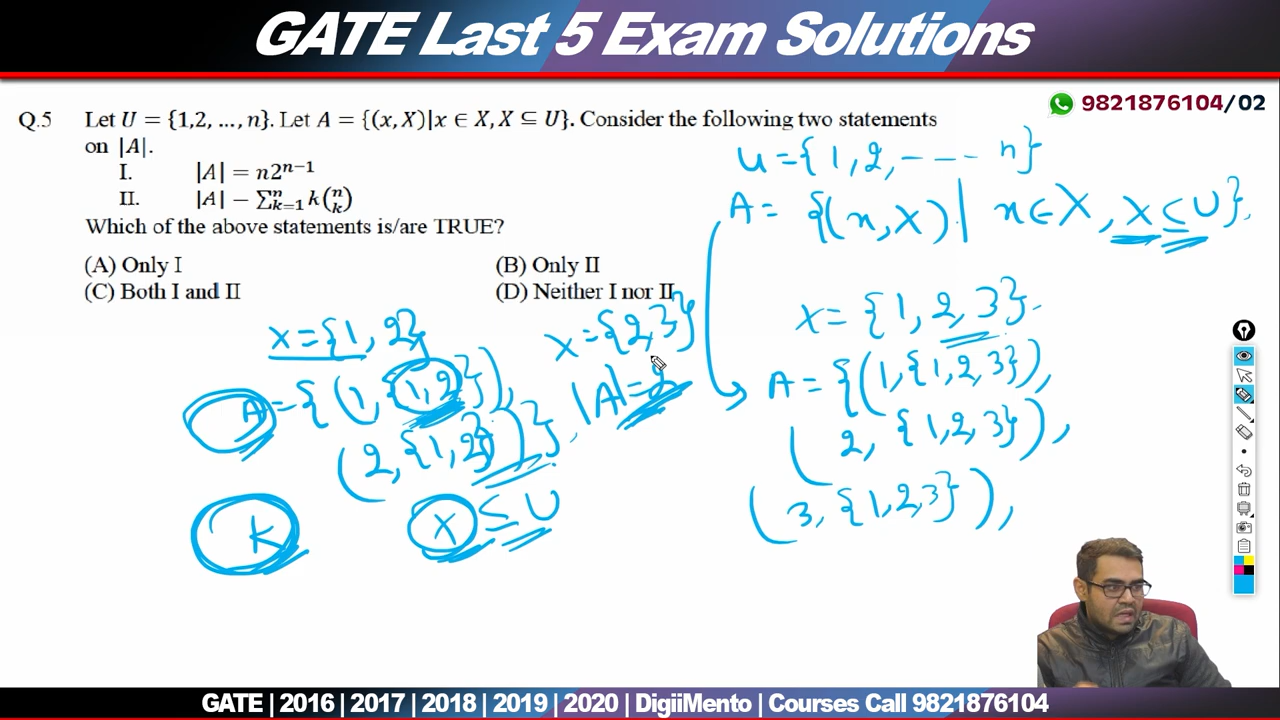 GATE Last 5 Exam Solutions
9821876104/02
Q.5 Let U = {1,2, ..., n}. Let A = {(x, X)|x ∈ X, X ⊆ U}. Consider the following two statements
on |A|.
I. |A| = n2ⁿ⁻¹
II. |A| − ∑ₖ₌₁ⁿ k(ⁿₖ)
Which of the above statements is/are TRUE?
(A) Only I (B) Only II
(C) Both I and II (D) Neither I nor II
U = {1, 2, - - - - n}
A = {(n, X) | n ∈ X, X ⊆ U}.
x = {1, 2, 3}.
A = {(1, {1, 2, 3}),
(2, {1, 2, 3}),
(3, {1, 2, 3}),
x = {1, 2}
A = {(1, {1, 2}),
(2, {1, 2})}.
x = {2, 3}
|A| = 2
K
X ⊆ U
GATE | 2016 | 2017 | 2018 | 2019 | 2020 | DigiiMento | Courses Call 9821876104